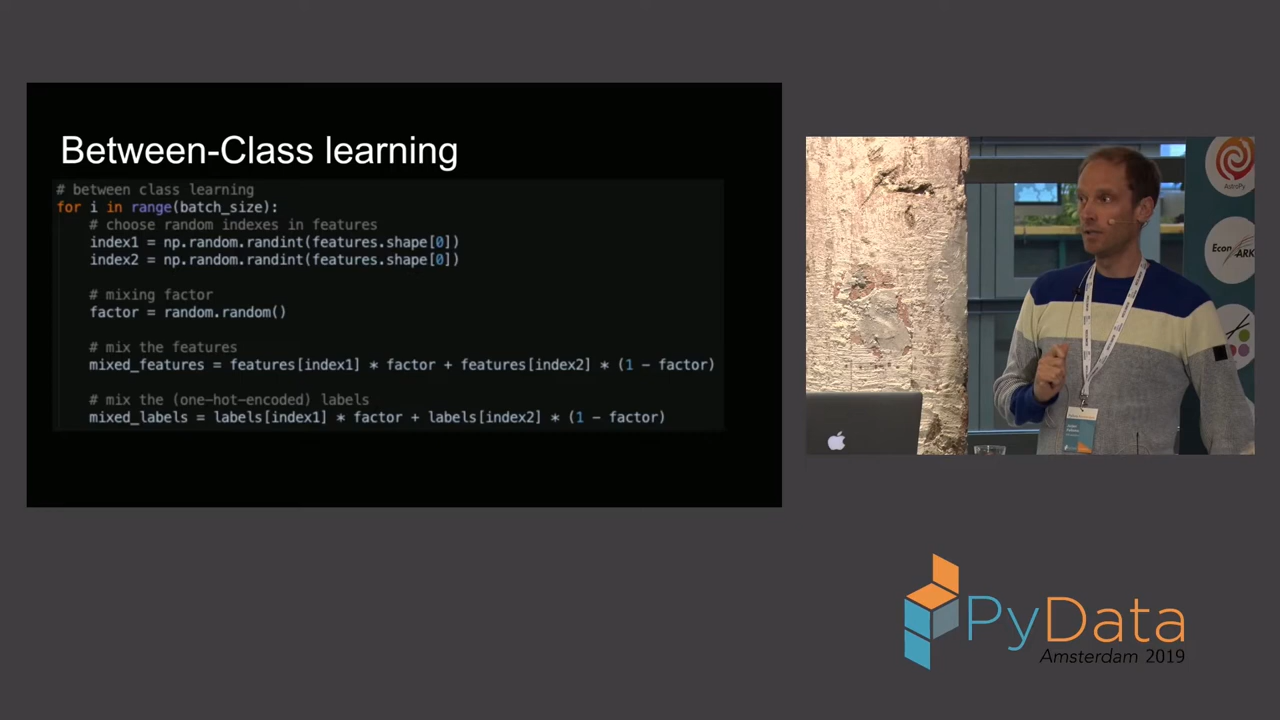 Between-Class learning
# between class learning
for i in range(batch_size):
# choose random indexes in features
index1 = np.random.randint(features.shape[0])
index2 = np.random.randint(features.shape[0])
# mixing factor
factor = random.random()
# mix the features
mixed_features = features[index1] * factor + features[index2] * (1 - factor)
# mix the (one-hot-encoded) labels
mixed_labels = labels[index1] * factor + labels[index2] * (1 - factor)
AstroPy
Econ
ARK
PyData
Amsterdam 2019